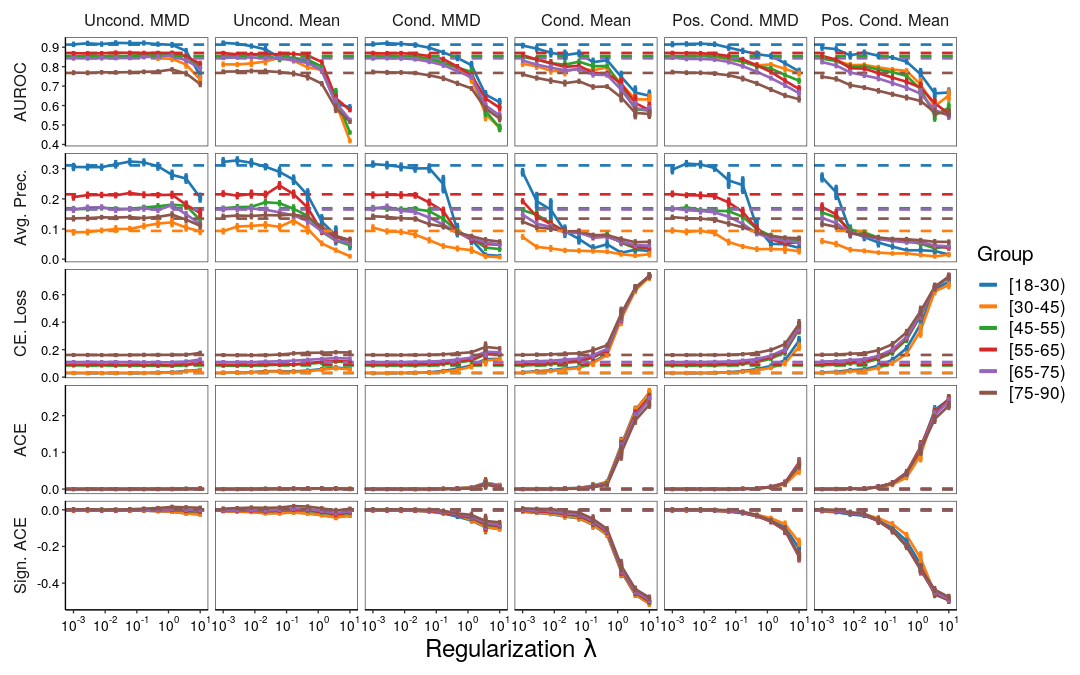 Uncond. MMD Uncond. Mean Cond. MMD Cond. Mean Pos. Cond. MMD Pos. Cond. Mean
AUROC
0.9
0.8
0.7
0.6
0.5
0.4
Avg. Prec.
0.3
0.2
0.1
0.0
CE. Loss
0.6
0.4
0.2
0.0
ACE
0.2
0.1
0.0
Sign. ACE
0.0
-0.2
-0.4
10⁻³ 10⁻² 10⁻¹ 10⁰ 10¹ 10⁻³ 10⁻² 10⁻¹ 10⁰ 10¹ 10⁻³ 10⁻² 10⁻¹ 10⁰ 10¹ 10⁻³ 10⁻² 10⁻¹ 10⁰ 10¹ 10⁻³ 10⁻² 10⁻¹ 10⁰ 10¹ 10⁻³ 10⁻² 10⁻¹ 10⁰ 10¹
Regularization λ
Group
[18-30)
[30-45)
[45-55)
[55-65)
[65-75)
[75-90)